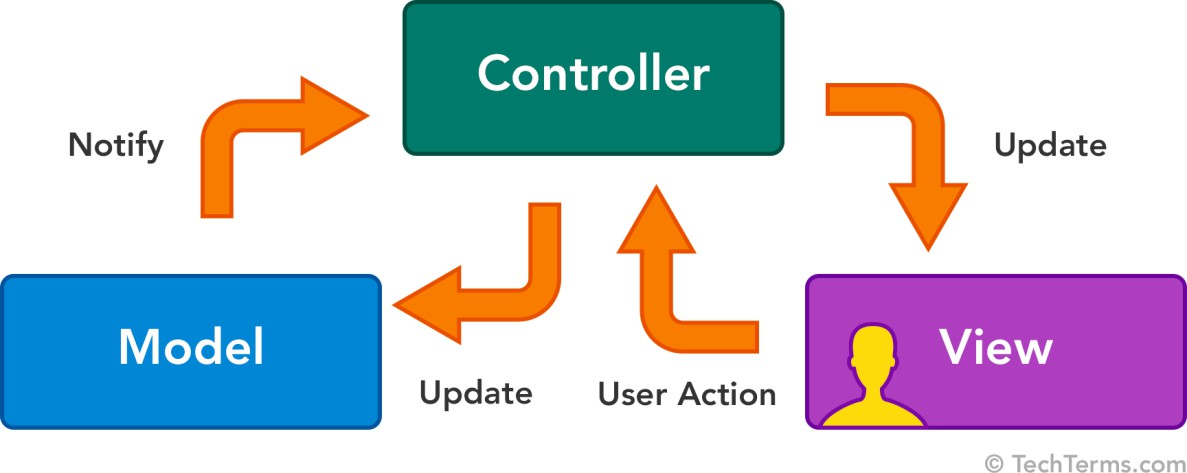 Controller
Notify
Update
Model
View
Update
User Action
© TechTerms.com